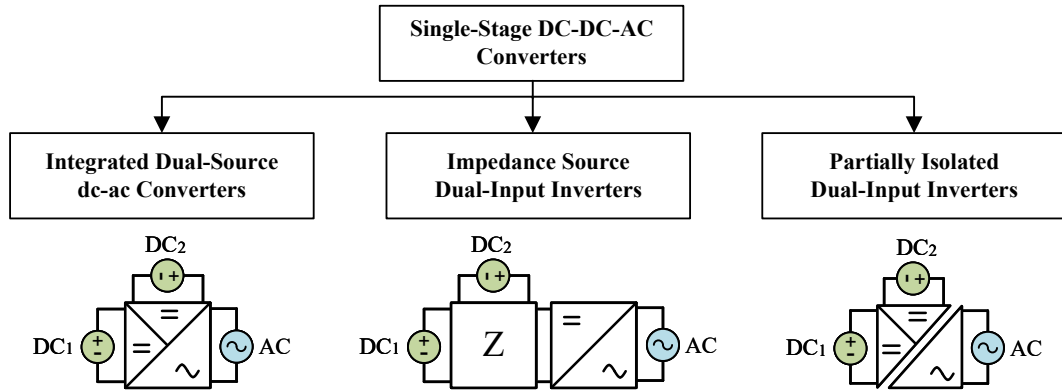 Single-Stage DC-DC-AC
Converters
Integrated Dual-Source
dc-ac Converters
Impedance Source
Dual-Input Inverters
Partially Isolated
Dual-Input Inverters
DC2
DC1
AC
DC2
DC1
Z
AC
DC2
DC1
AC